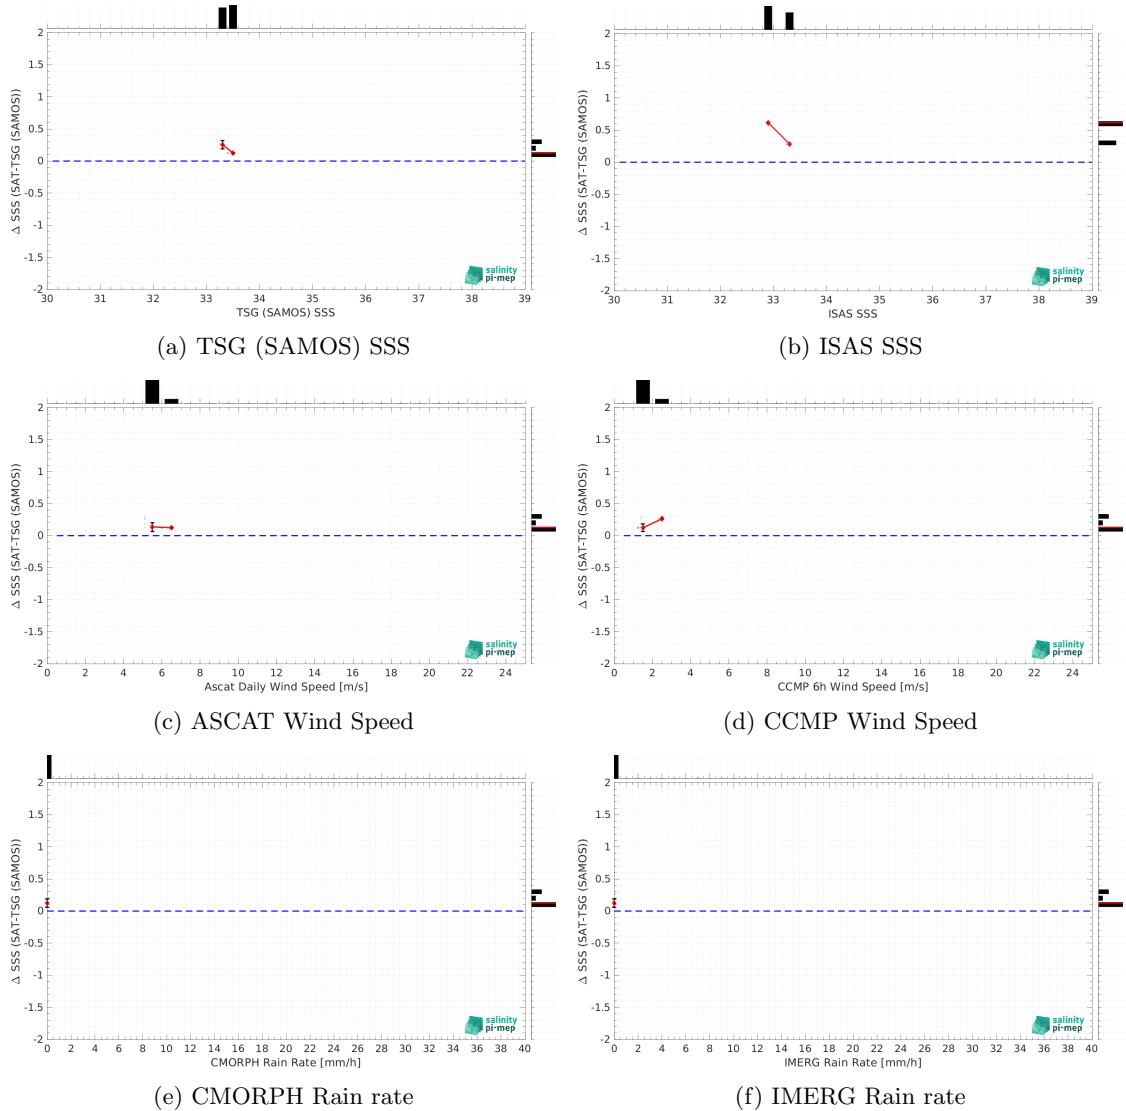 2
1.5
1
0.5
0
-0.5
-1
-1.5
-2
Δ SSS (SAT-TSG (SAMOS))
salinity
pi-mep
30 31 32 33 34 35 36 37 38 39
TSG (SAMOS) SSS
(a) TSG (SAMOS) SSS
2
1.5
1
0.5
0
-0.5
-1
-1.5
-2
Δ SSS (SAT-TSG (SAMOS))
salinity
pi-mep
30 31 32 33 34 35 36 37 38 39
ISAS SSS
(b) ISAS SSS
2
1.5
1
0.5
0
-0.5
-1
-1.5
-2
Δ SSS (SAT-TSG (SAMOS))
salinity
pi-mep
0 2 4 6 8 10 12 14 16 18 20 22 24
Ascat Daily Wind Speed [m/s]
(c) ASCAT Wind Speed
2
1.5
1
0.5
0
-0.5
-1
-1.5
-2
Δ SSS (SAT-TSG (SAMOS))
salinity
pi-mep
0 2 4 6 8 10 12 14 16 18 20 22 24
CCMP 6h Wind Speed [m/s]
(d) CCMP Wind Speed
2
1.5
1
0.5
0
-0.5
-1
-1.5
-2
Δ SSS (SAT-TSG (SAMOS))
salinity
pi-mep
0 2 4 6 8 10 12 14 16 18 20 22 24 26 28 30 32 34 36 38 40
CMORPH Rain Rate [mm/h]
(e) CMORPH Rain rate
2
1.5
1
0.5
0
-0.5
-1
-1.5
-2
Δ SSS (SAT-TSG (SAMOS))
salinity
pi-mep
0 2 4 6 8 10 12 14 16 18 20 22 24 26 28 30 32 34 36 38 40
IMERG Rain Rate [mm/h]
(f) IMERG Rain rate